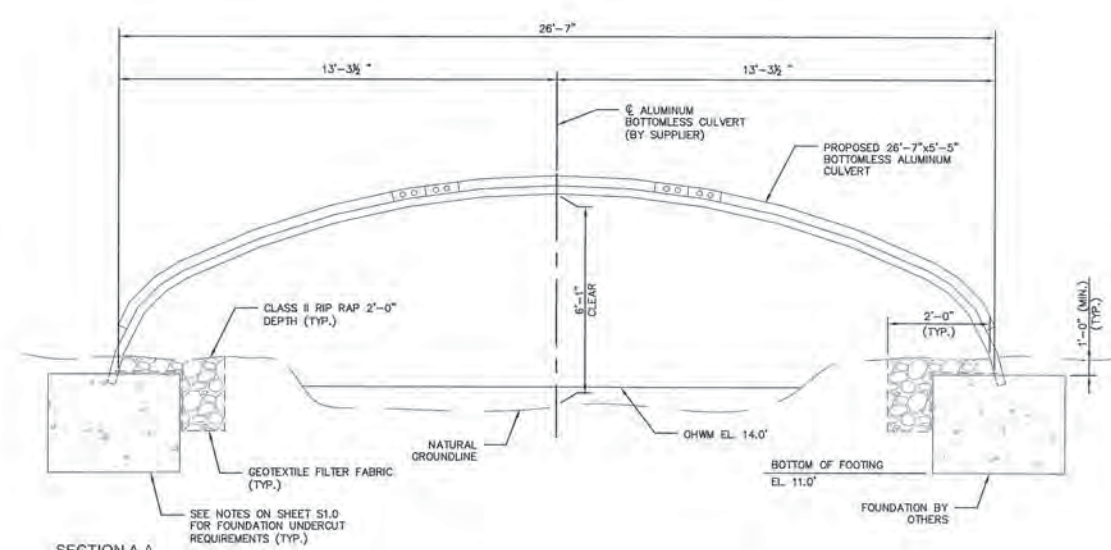 26'-7"
13'-3½ "
13'-3½ "
℄ ALUMINUM
BOTTOMLESS CULVERT
(BY SUPPLIER)
PROPOSED 26'-7"x5'-5"
BOTTOMLESS ALUMINUM
CULVERT
6'-1"
CLEAR
CLASS II RIP RAP 2'-0"
DEPTH (TYP.)
2'-0"
(TYP.)
1'-0" (MIN.)
(TYP.)
NATURAL
GROUNDLINE
OHWM EL. 14.0'
GEOTEXTILE FILTER FABRIC
(TYP.)
BOTTOM OF FOOTING
EL. 11.0'
SEE NOTES ON SHEET S1.0
FOR FOUNDATION UNDERCUT
REQUIREMENTS (TYP.)
FOUNDATION BY
OTHERS
SECTION A-A